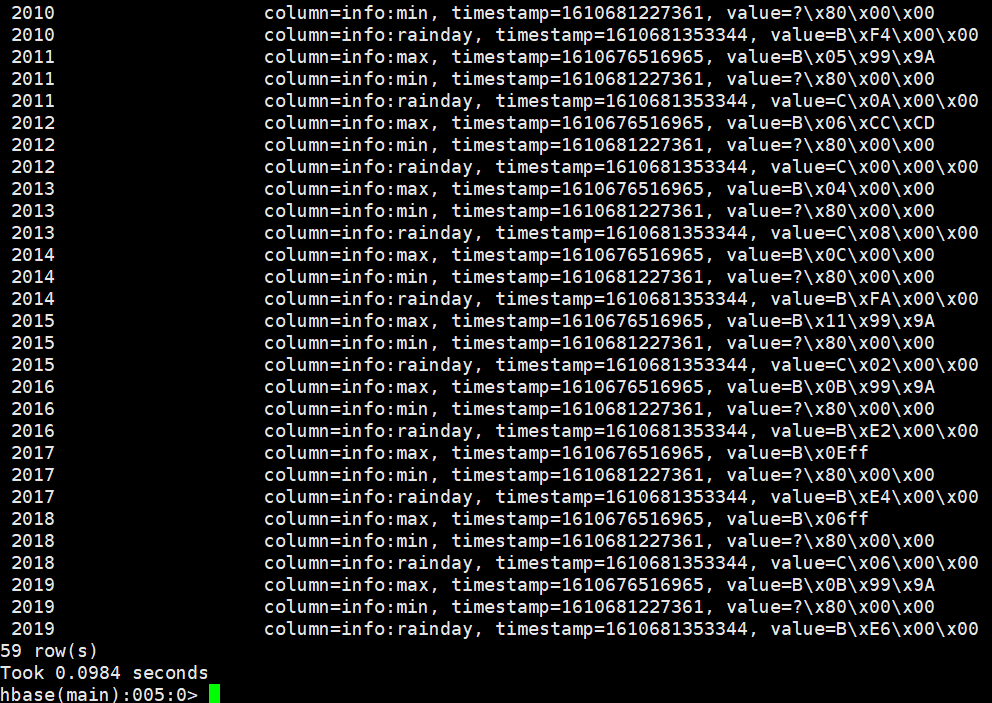 2010 column=info:min, timestamp=1610681227361, value=?\x80\x00\x00
2010 column=info:rainday, timestamp=1610681353344, value=B\xF4\x00\x00
2011 column=info:max, timestamp=1610676516965, value=B\x05\x99\x9A
2011 column=info:min, timestamp=1610681227361, value=?\x80\x00\x00
2011 column=info:rainday, timestamp=1610681353344, value=C\x0A\x00\x00
2012 column=info:max, timestamp=1610676516965, value=B\x06\xCC\xCD
2012 column=info:min, timestamp=1610681227361, value=?\x80\x00\x00
2012 column=info:rainday, timestamp=1610681353344, value=C\x00\x00\x00
2013 column=info:max, timestamp=1610676516965, value=B\x04\x00\x00
2013 column=info:min, timestamp=1610681227361, value=?\x80\x00\x00
2013 column=info:rainday, timestamp=1610681353344, value=C\x08\x00\x00
2014 column=info:max, timestamp=1610676516965, value=B\x0C\x00\x00
2014 column=info:min, timestamp=1610681227361, value=?\x80\x00\x00
2014 column=info:rainday, timestamp=1610681353344, value=B\xFA\x00\x00
2015 column=info:max, timestamp=1610676516965, value=B\x11\x99\x9A
2015 column=info:min, timestamp=1610681227361, value=?\x80\x00\x00
2015 column=info:rainday, timestamp=1610681353344, value=C\x02\x00\x00
2016 column=info:max, timestamp=1610676516965, value=B\x0B\x99\x9A
2016 column=info:min, timestamp=1610681227361, value=?\x80\x00\x00
2016 column=info:rainday, timestamp=1610681353344, value=B\xE2\x00\x00
2017 column=info:max, timestamp=1610676516965, value=B\x0Eff
2017 column=info:min, timestamp=1610681227361, value=?\x80\x00\x00
2017 column=info:rainday, timestamp=1610681353344, value=B\xE4\x00\x00
2018 column=info:max, timestamp=1610676516965, value=B\x06ff
2018 column=info:min, timestamp=1610681227361, value=?\x80\x00\x00
2018 column=info:rainday, timestamp=1610681353344, value=C\x06\x00\x00
2019 column=info:max, timestamp=1610676516965, value=B\x0B\x99\x9A
2019 column=info:min, timestamp=1610681227361, value=?\x80\x00\x00
2019 column=info:rainday, timestamp=1610681353344, value=B\xE6\x00\x00
59 row(s)
Took 0.0984 seconds
hbase(main):005:0>